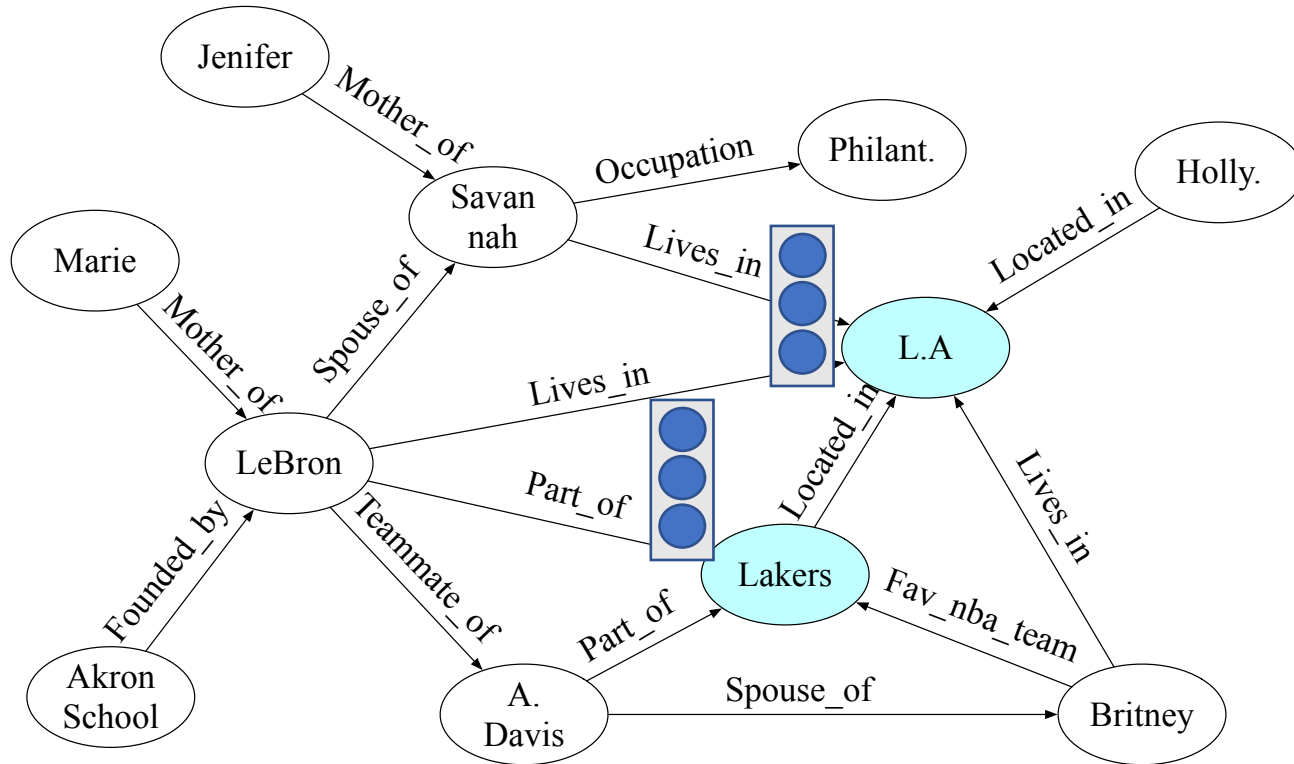 Jenifer
Mother_of
Occupation
Philant.
Holly.
Savan
nah
Located_in
Marie
Lives_in
Mother_of
Spouse_of
L.A
Lives_in
LeBron
Located_in
Part_of
Lives_in
Founded_by
Teammate_of
Lakers
Fav_nba_team
Part_of
Akron
School
A.
Davis
Spouse_of
Britney